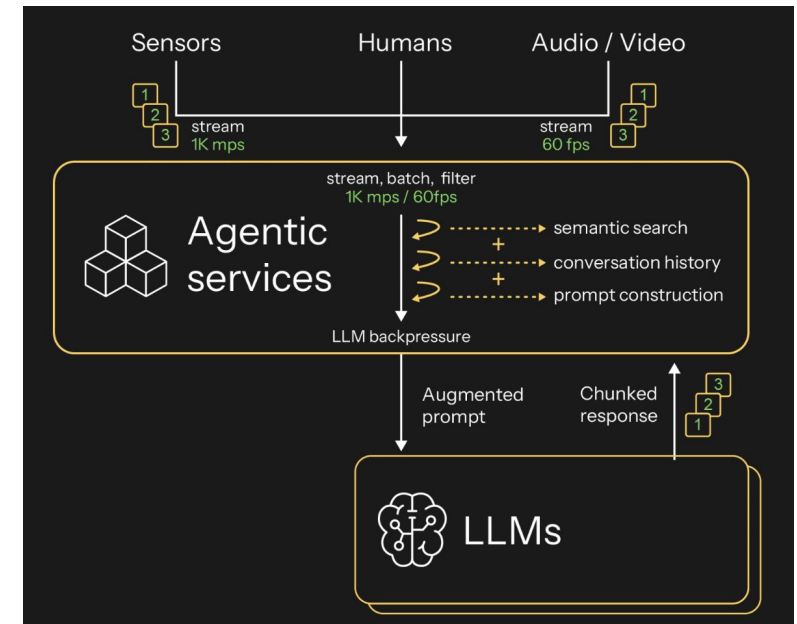 Sensors
Humans
Audio / Video
1
2
3
stream
1K mps
stream
60 fps
1
2
3
stream, batch, filter
1K mps / 60fps
Agentic
services
semantic search
+
conversation history
+
prompt construction
LLM backpressure
Augmented
prompt
Chunked
response
3
2
1
LLMs